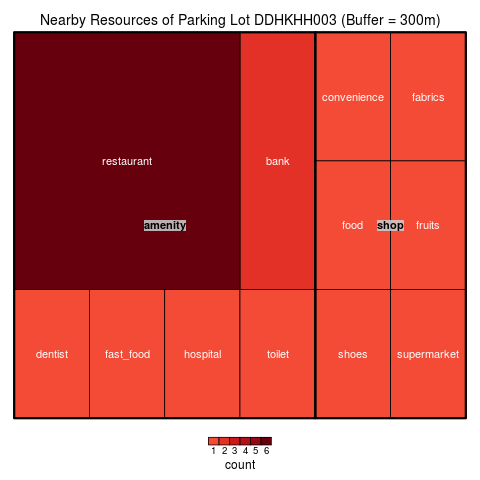 Nearby Resources of Parking Lot DDHKHH003 (Buffer = 300m)
convenience
fabrics
restaurant
bank
amenity
food
shop
fruits
dentist
fast_food
hospital
toilet
shoes
supermarket
1 2 3 4 5 6
count